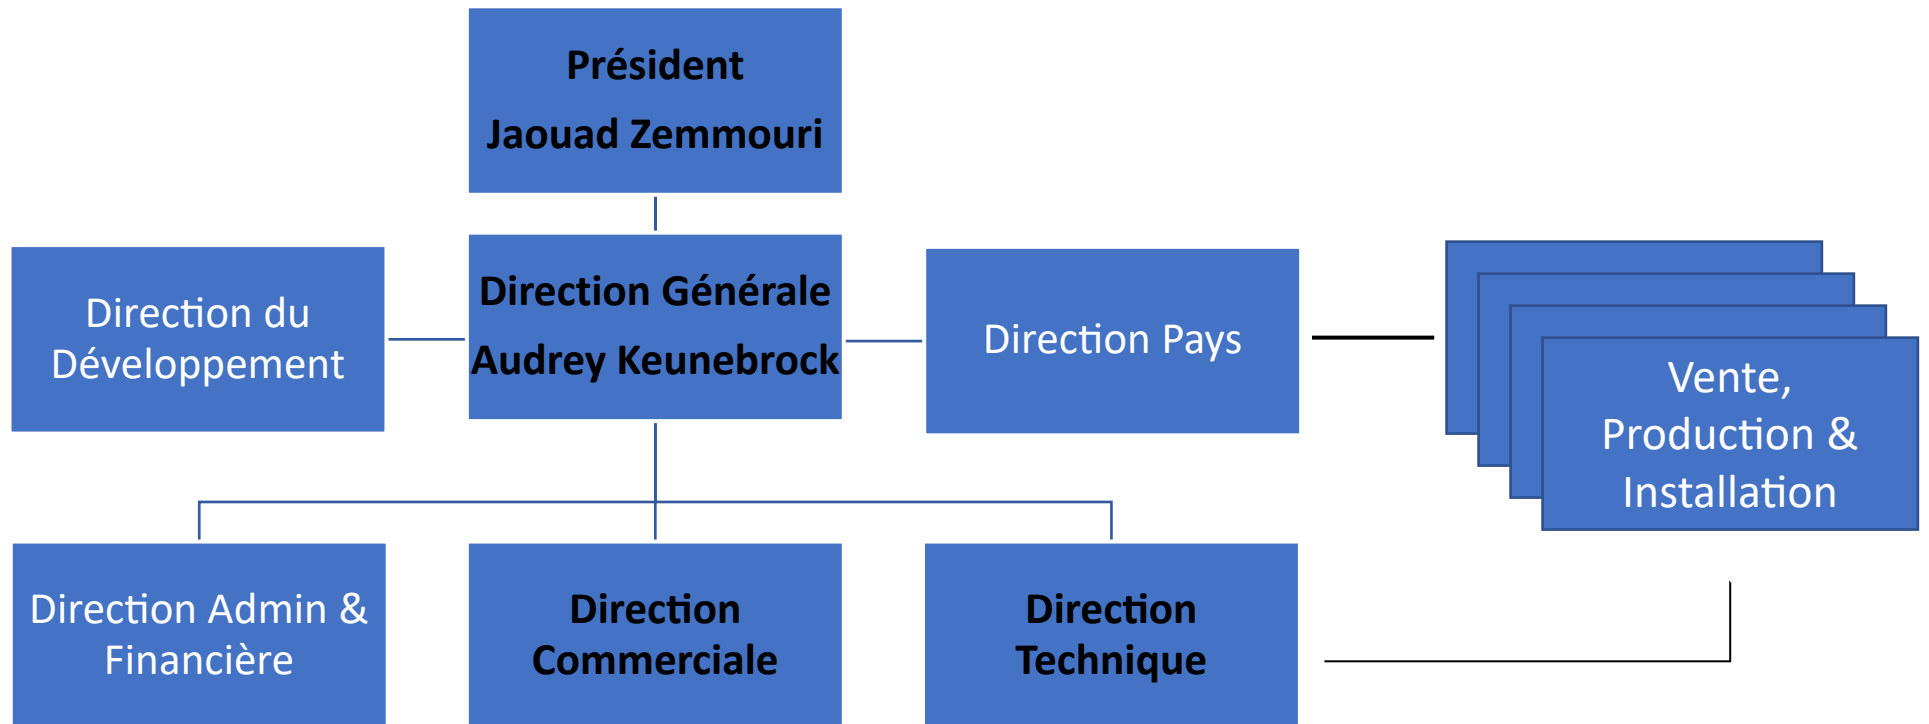 Président
Jaouad Zemmouri
Direction du
Développement
Direction Générale
Audrey Keunebrock
Direction Pays
Vente,
Production &
Installation
Direction Admin &
Financière
Direction
Commerciale
Direction
Technique